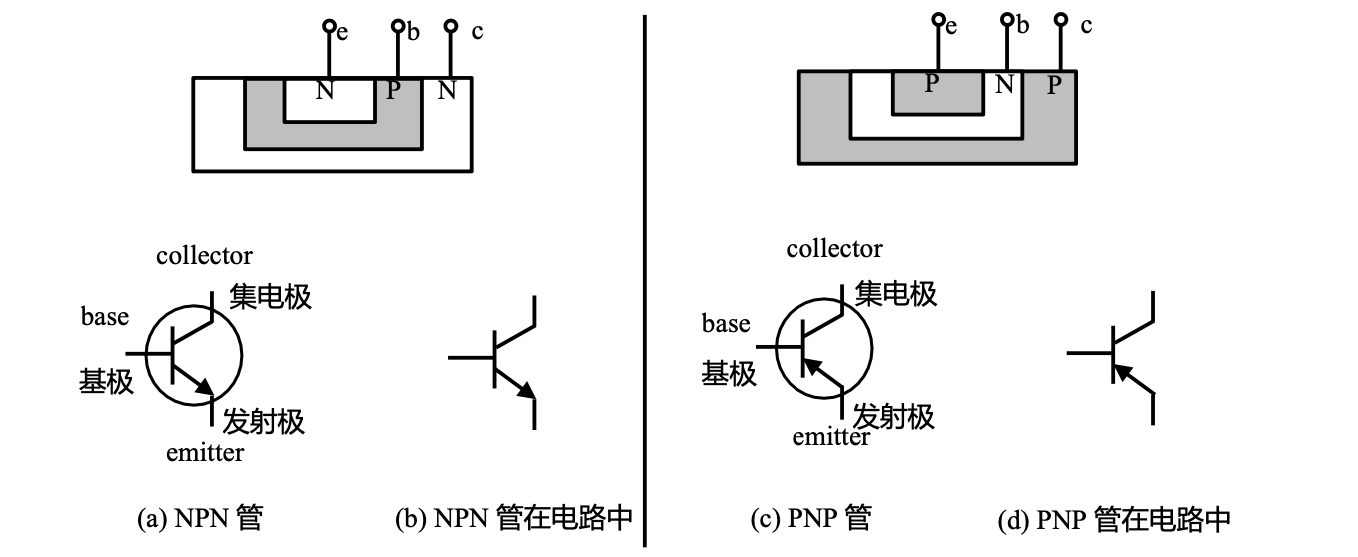 e b c
N P N
collector
集电极
base
基极
发射极
emitter
(a) NPN 管
(b) NPN 管在电路中
e b c
P N P
collector
集电极
base
基极
发射极
emitter
(c) PNP 管
(d) PNP 管在电路中